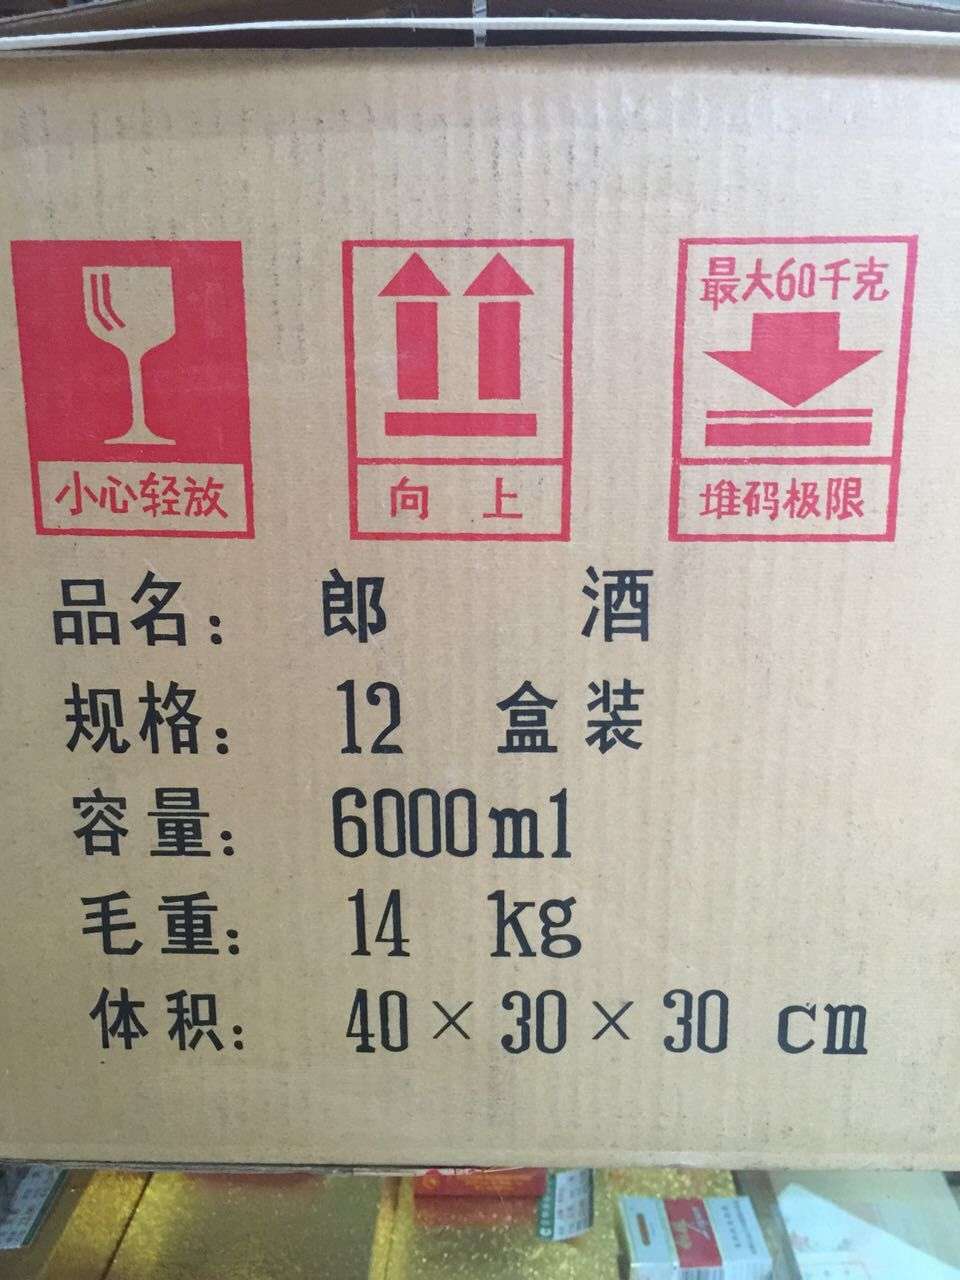 最大60千克
小心轻放
向 上
堆码极限
品名: 郎 酒
规格: 12 盒装
容量: 6000ml
毛重: 14 kg
体积: 40×30×30 cm